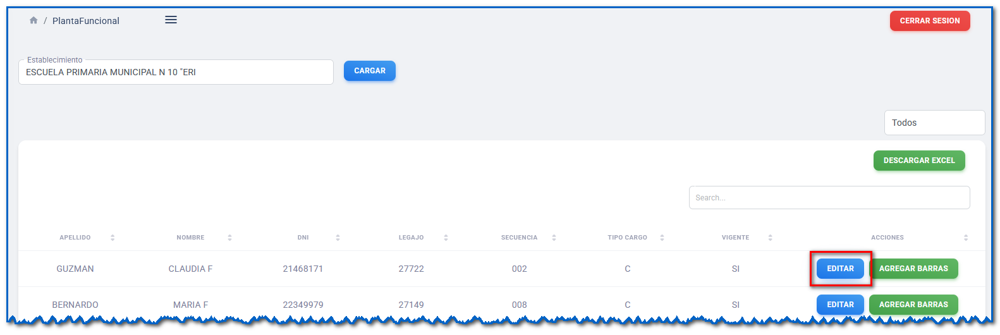 / PlantaFuncional
CERRAR SESION
Establecimiento
ESCUELA PRIMARIA MUNICIPAL N 10 "ERI
CARGAR
Todos
DESCARGAR EXCEL
Search...
APELLIDO NOMBRE DNI LEGAJO SECUENCIA TIPO CARGO VIGENTE ACCIONES
GUZMAN CLAUDIA F 21468171 27722 002 C SI EDITAR AGREGAR BARRAS
BERNARDO MARIA F 22349979 27149 008 C SI EDITAR AGREGAR BARRAS